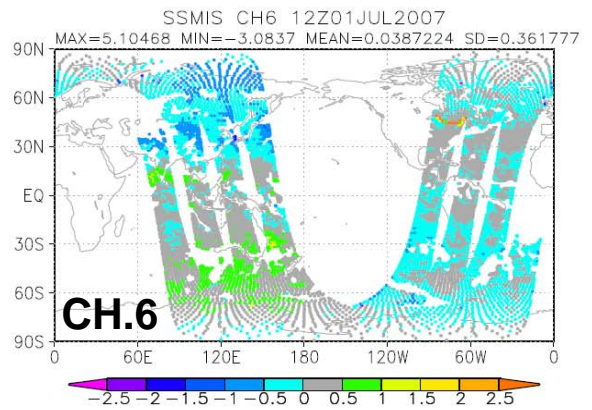 SSMIS CH6 12Z01JUL2007
MAX=5.10468 MIN=-3.0837 MEAN=0.0387224 SD=0.361777
90N
60N
30N
EQ
30S
60S
90S
CH.6
0 60E 120E 180 120W 60W 0
-2.5 -2 -1.5 -1 -0.5 0 0.5 1 1.5 2 2.5